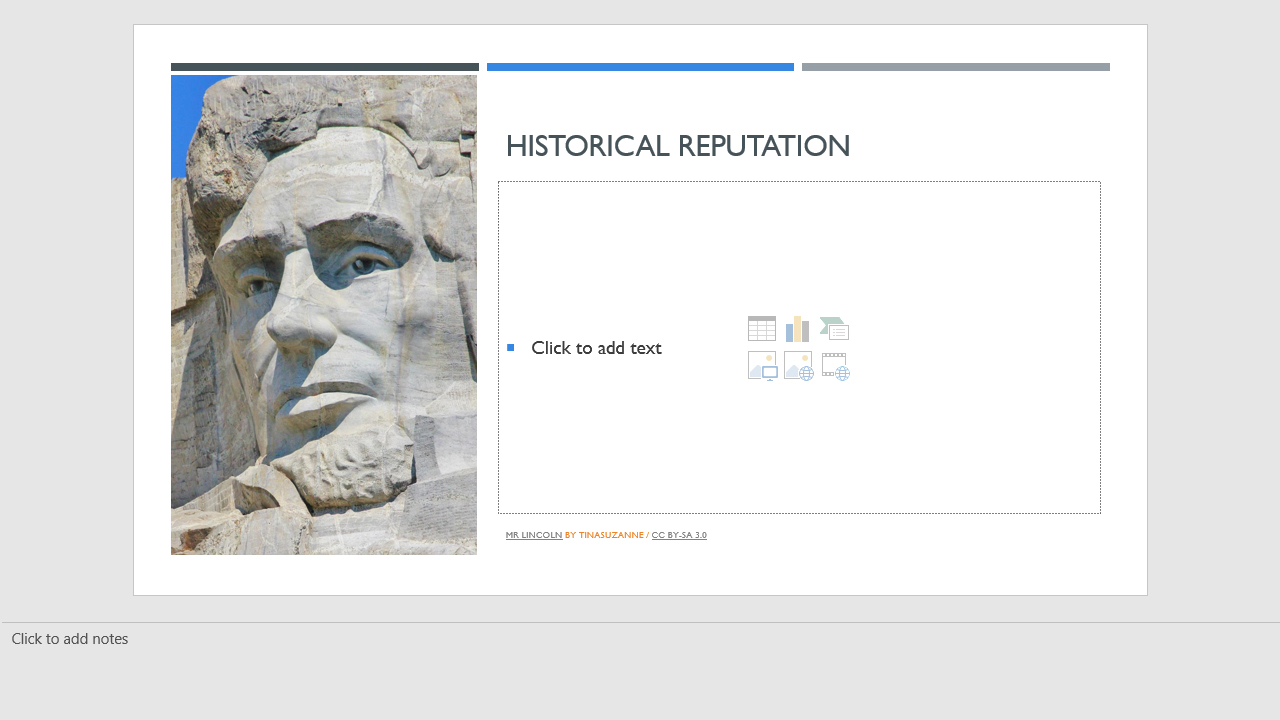 HISTORICAL REPUTATION
Click to add text
MR LINCOLN BY TINASUZANNE / CC BY-SA 3.0
Click to add notes